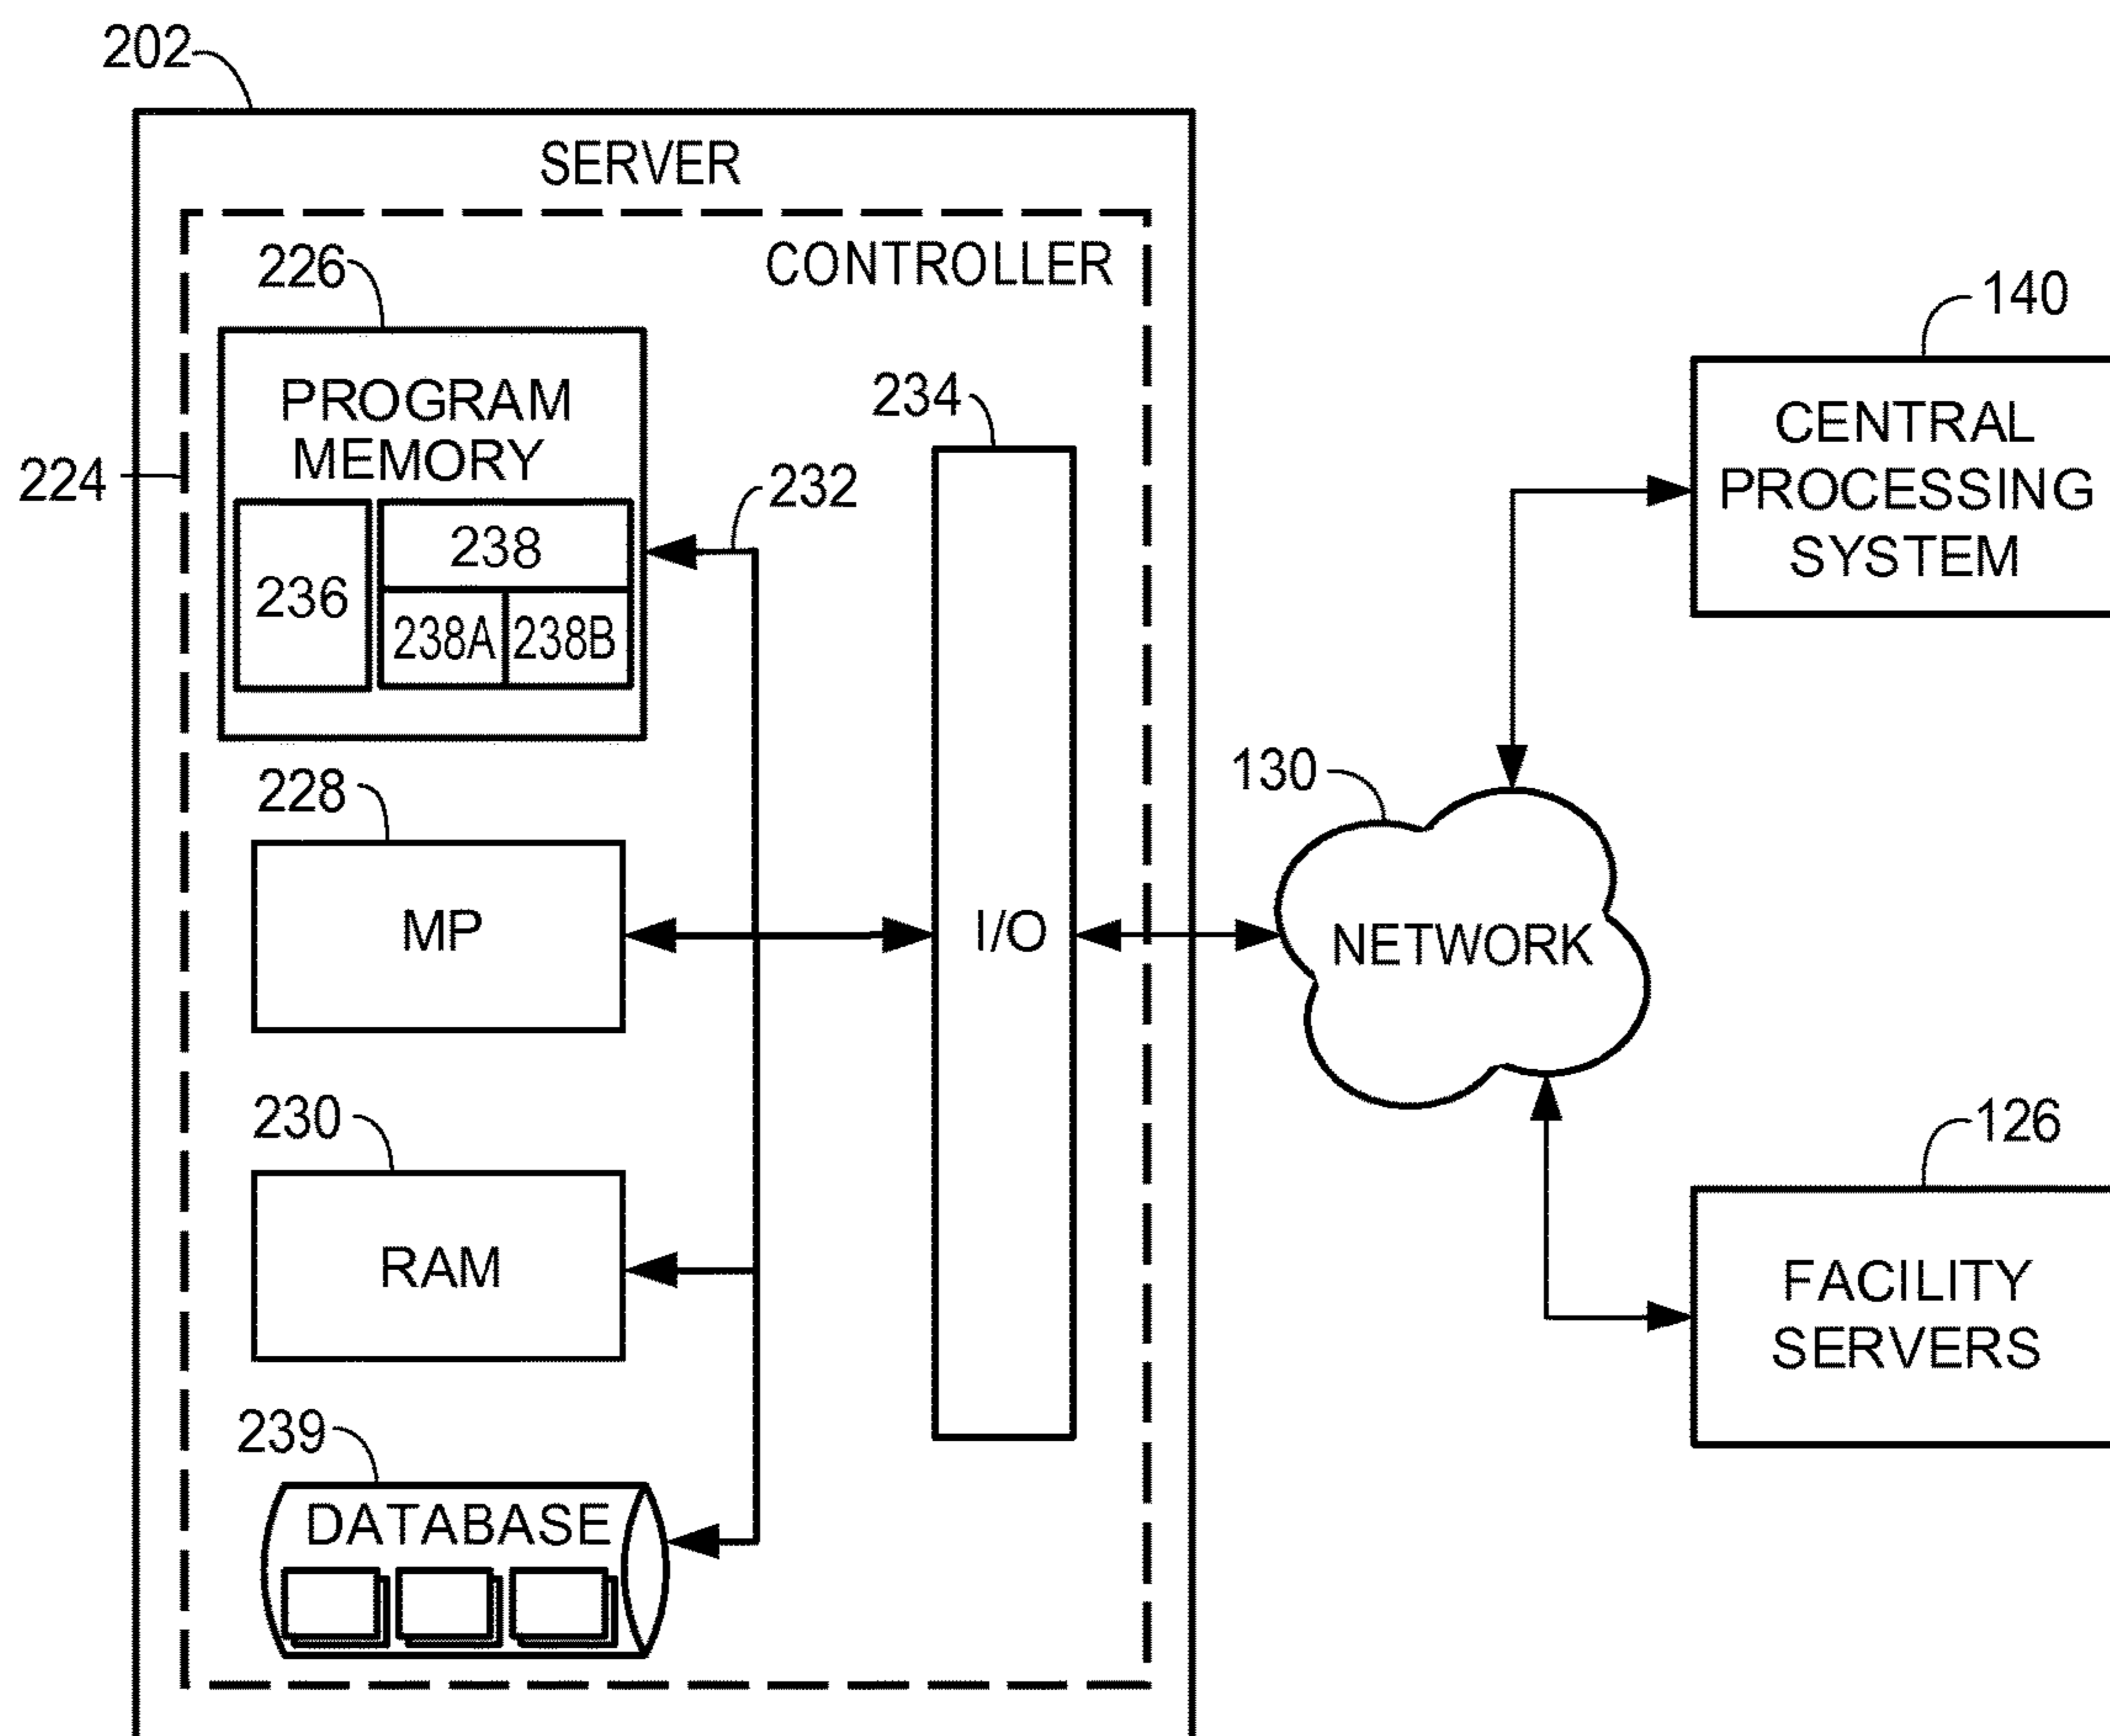 202
SERVER
CONTROLLER
226
PROGRAM
MEMORY
224
236
238
238A
238B
232
234
228
MP
I/O
230
RAM
239
DATABASE
130
NETWORK
140
CENTRAL
PROCESSING
SYSTEM
126
FACILITY
SERVERS